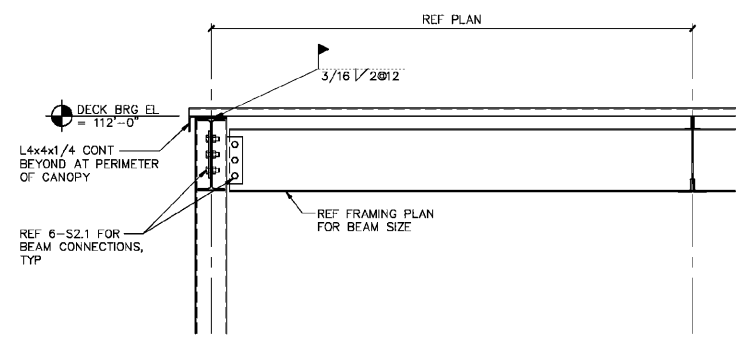 REF PLAN
3/16 2@12
DECK BRG EL
= 112'-0"
L4x4x1/4 CONT
BEYOND AT PERIMETER
OF CANOPY
REF 6-S2.1 FOR
BEAM CONNECTIONS,
TYP
REF FRAMING PLAN
FOR BEAM SIZE